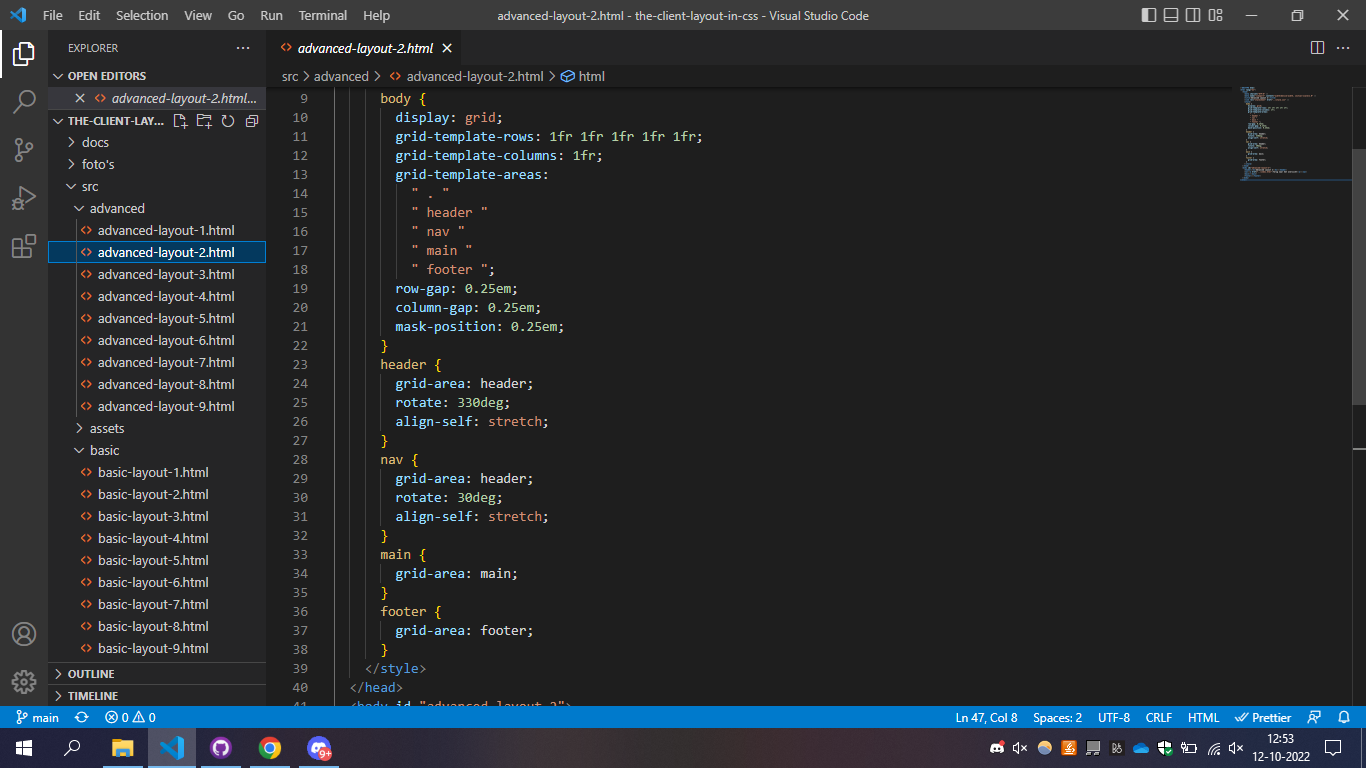 File Edit Selection View Go Run Terminal Help
advanced-layout-2.html - the-client-layout-in-css - Visual Studio Code
EXPLORER
OPEN EDITORS
advanced-layout-2.html...
THE-CLIENT-LAY...
docs
foto's
src
advanced
advanced-layout-1.html
advanced-layout-2.html
advanced-layout-3.html
advanced-layout-4.html
advanced-layout-5.html
advanced-layout-6.html
advanced-layout-7.html
advanced-layout-8.html
advanced-layout-9.html
assets
basic
basic-layout-1.html
basic-layout-2.html
basic-layout-3.html
basic-layout-4.html
basic-layout-5.html
basic-layout-6.html
basic-layout-7.html
basic-layout-8.html
basic-layout-9.html
OUTLINE
TIMELINE
advanced-layout-2.html
src > advanced > advanced-layout-2.html > html
9 body {
10 display: grid;
11 grid-template-rows: 1fr 1fr 1fr 1fr 1fr;
12 grid-template-columns: 1fr;
13 grid-template-areas:
14 " . "
15 " header "
16 " nav "
17 " main "
18 " footer ";
19 row-gap: 0.25em;
20 column-gap: 0.25em;
21 mask-position: 0.25em;
22 }
23 header {
24 grid-area: header;
25 rotate: 330deg;
26 align-self: stretch;
27 }
28 nav {
29 grid-area: header;
30 rotate: 30deg;
31 align-self: stretch;
32 }
33 main {
34 grid-area: main;
35 }
36 footer {
37 grid-area: footer;
38 }
39 </style>
40 </head>
41 <body id="advanced-layout-2">
main 0 0 Ln 47, Col 8 Spaces: 2 UTF-8 CRLF HTML Prettier
9+
12:53
12-10-2022